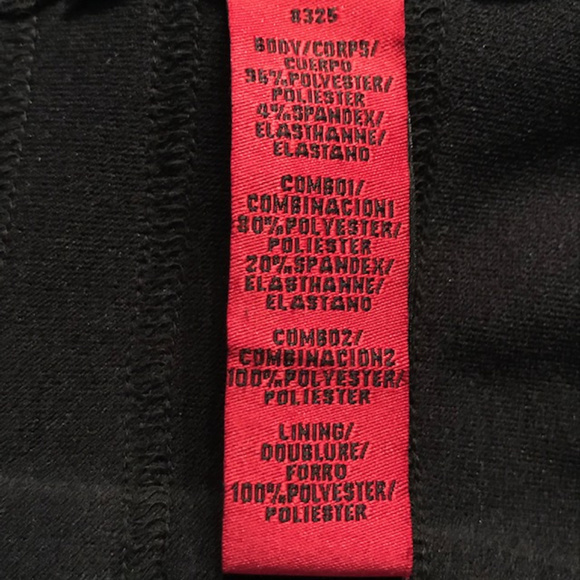 8325
BODY/CORPS/
CUERPO
96%POLYESTER/
POLIESTER
4%SPANDEX/
ELASTHANNE/
ELASTANO
COMBO1/
COMBINACION1
80%POLYESTER/
POLIESTER
20%SPANDEX/
ELASTHANNE/
ELASTANO
COMBO2/
COMBINACION2
100%POLYESTER/
POLIESTER
LINING/
DOUBLURE/
FORRO
100%POLYESTER/
POLIESTER